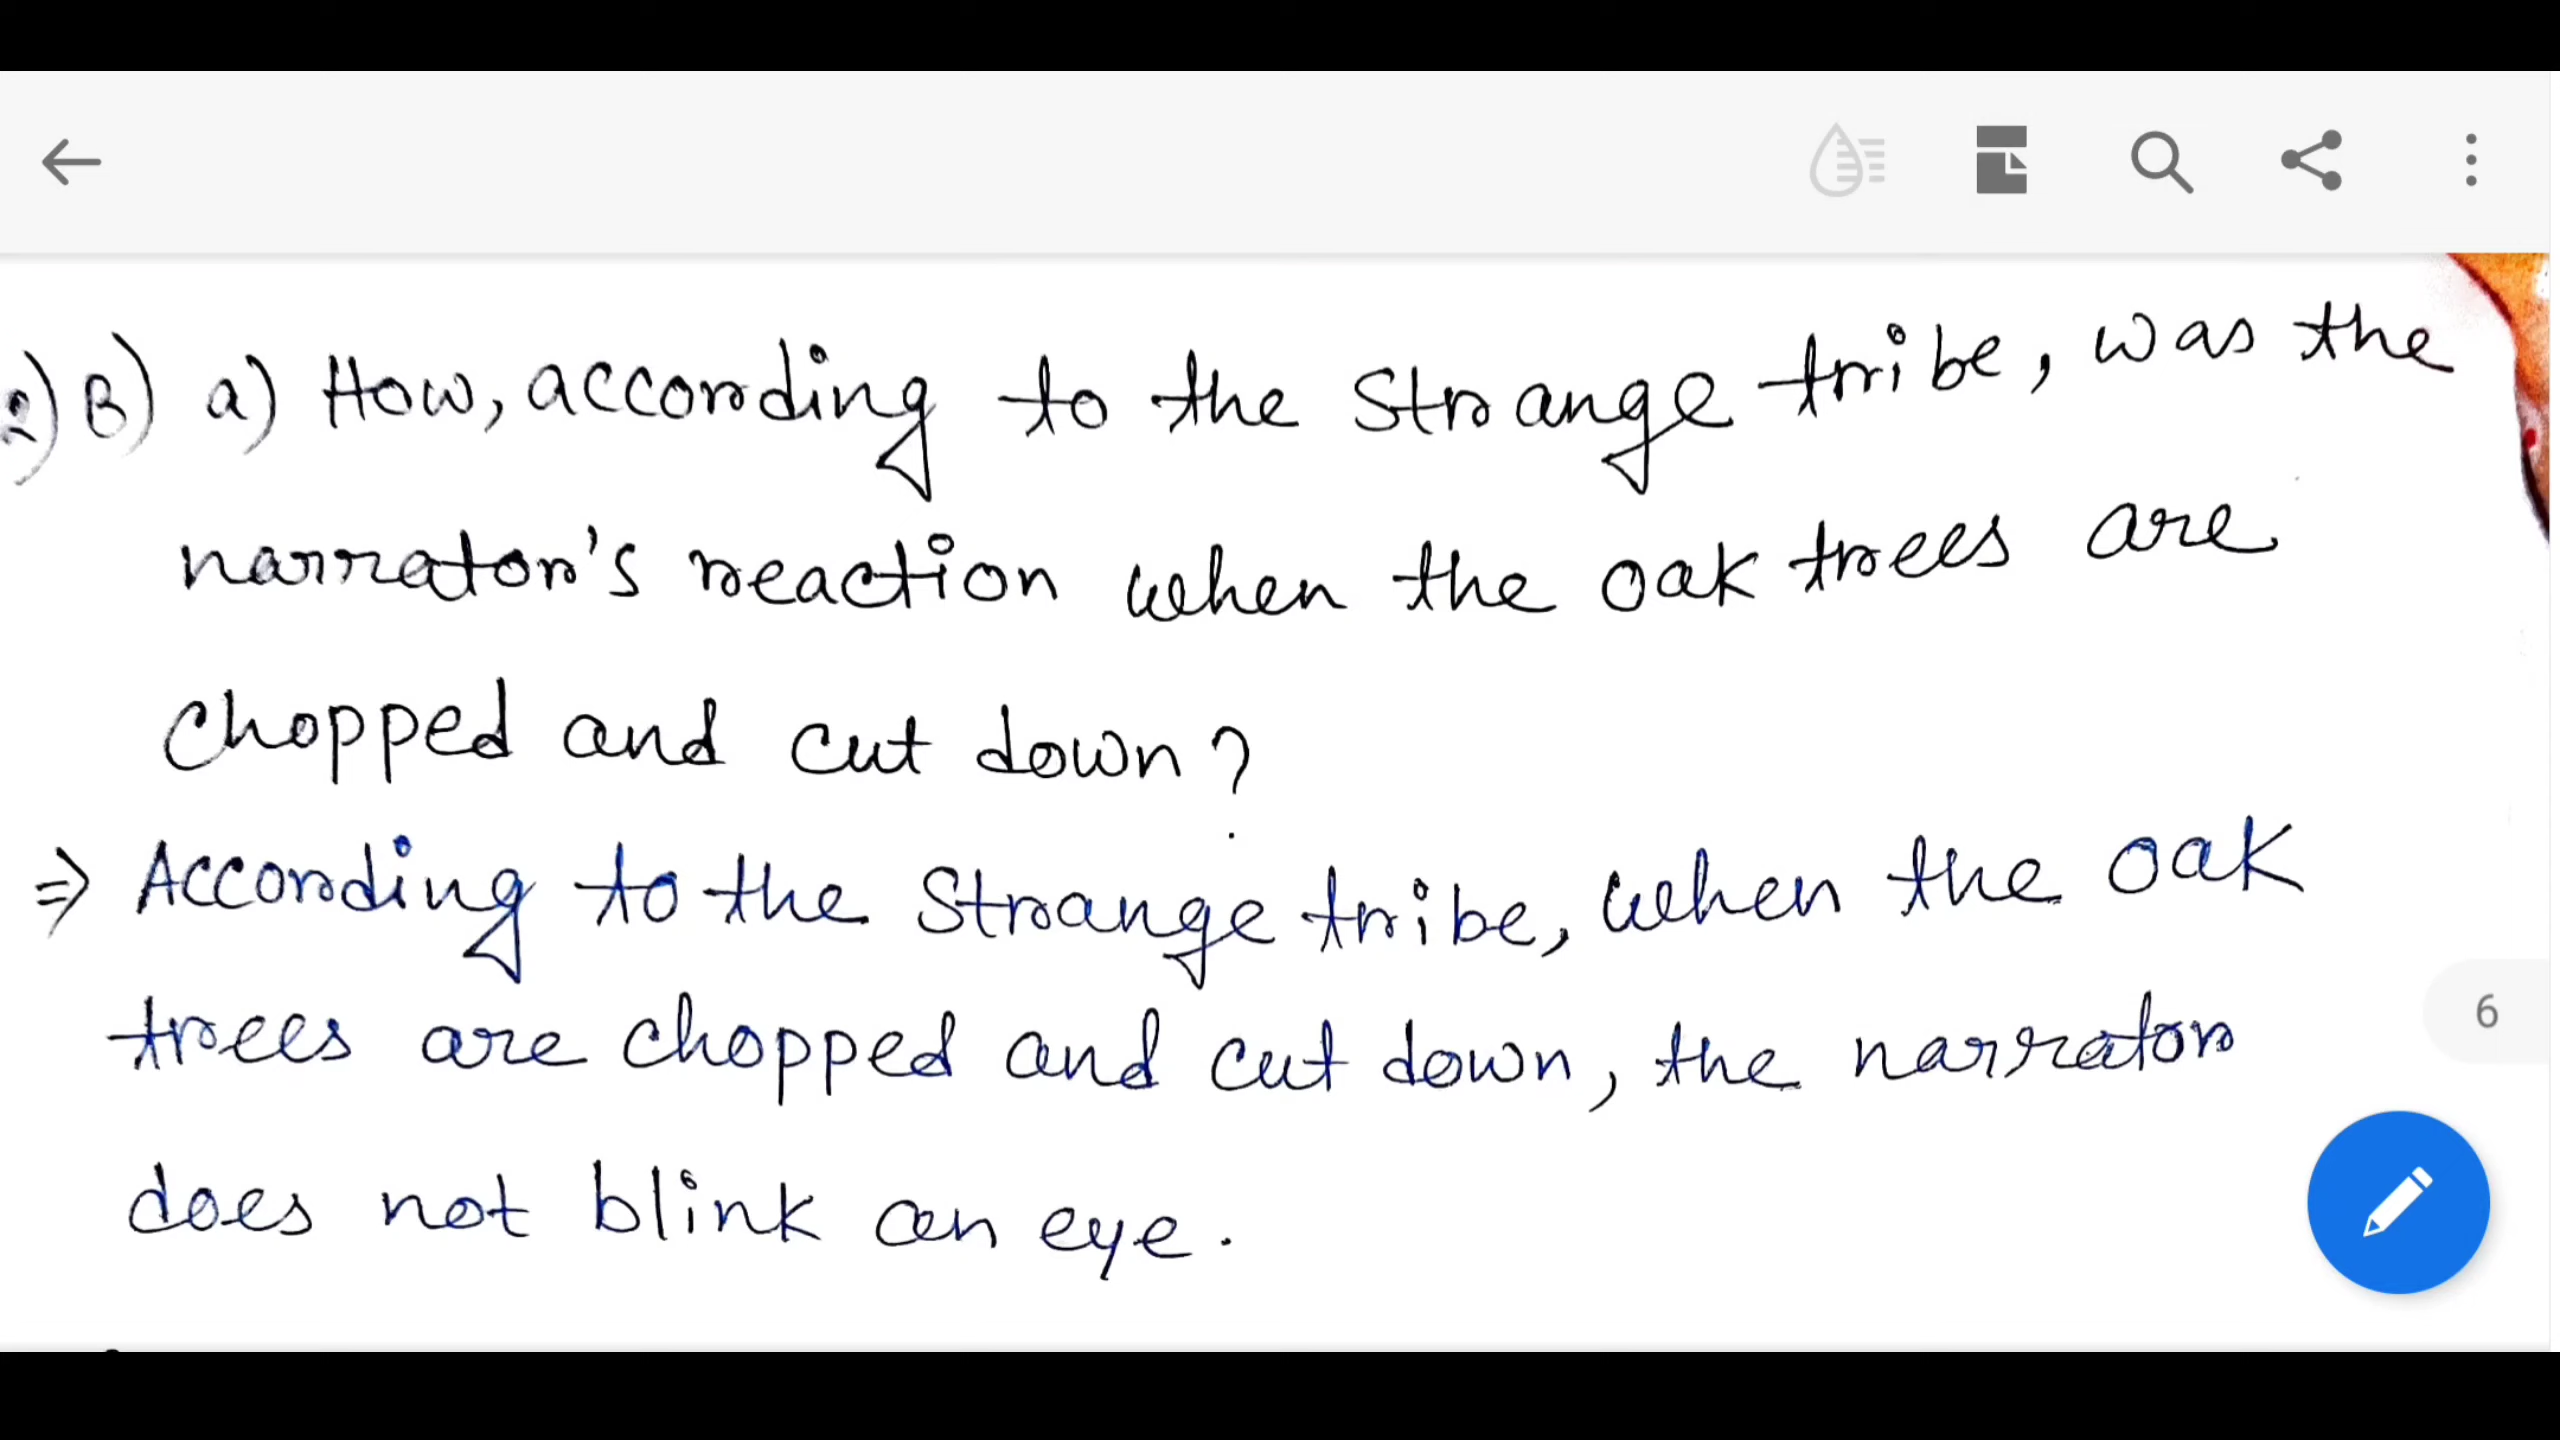 2) B) a) How, according to the strange tribe, was the
narrator's reaction when the oak trees are
chopped and cut down?
⇒ According to the strange tribe, when the oak
trees are chopped and cut down, the narrator
does not blink an eye.
6